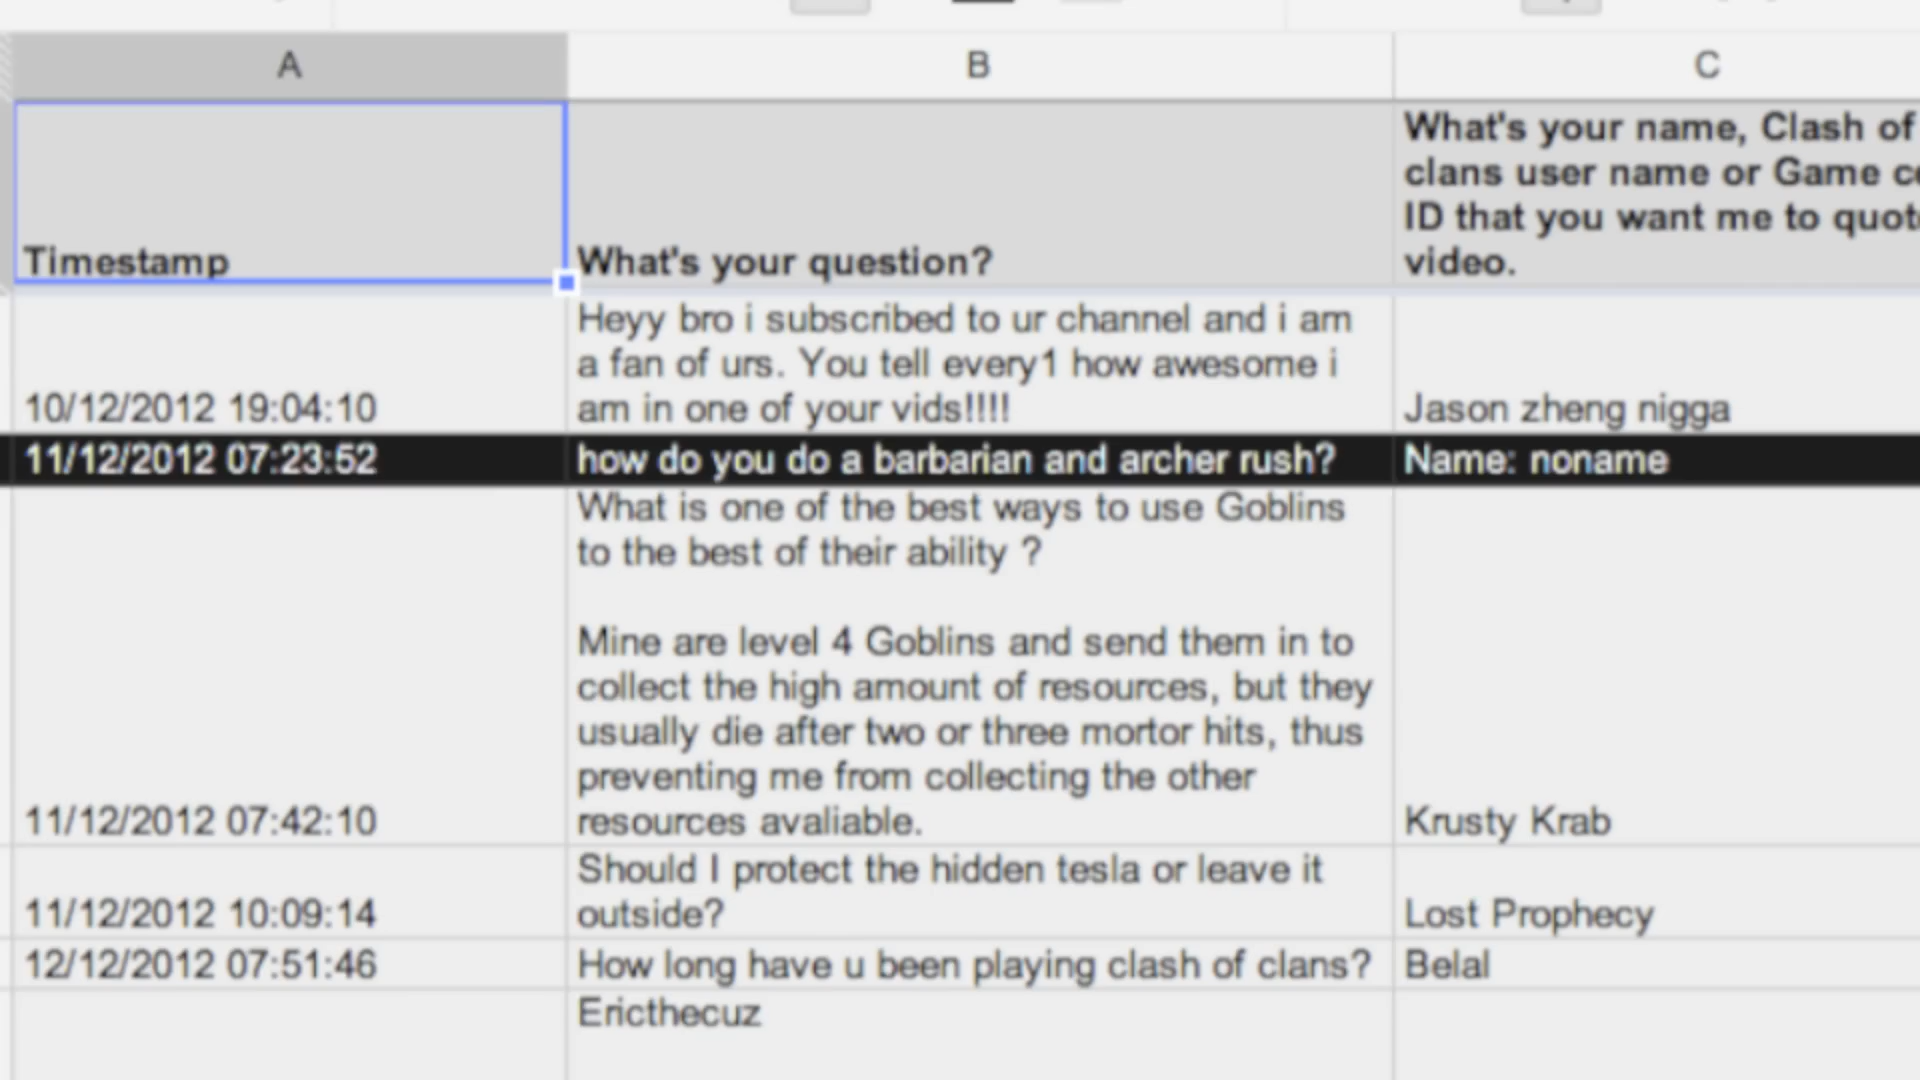 A B C
What's your name, Clash of
clans user name or Game
ID that you want me to
Timestamp What's your question? video.
Heyy bro i subscribed to ur channel and i am
a fan of urs. You tell every1 how awesome i
10/12/2012 19:04:10 am in one of your vids!!!! Jason zheng nigga
11/12/2012 07:23:52 how do you do a barbarian and archer rush? Name: noname
What is one of the best ways to use Goblins
to the best of their ability ?
Mine are level 4 Goblins and send them in to
collect the high amount of resources, but they
usually die after two or three mortor hits, thus
preventing me from collecting the other
11/12/2012 07:42:10 resources avaliable. Krusty Krab
Should I protect the hidden tesla or leave it
11/12/2012 10:09:14 outside? Lost Prophecy
12/12/2012 07:51:46 How long have u been playing clash of clans? Belal
Ericthecuz